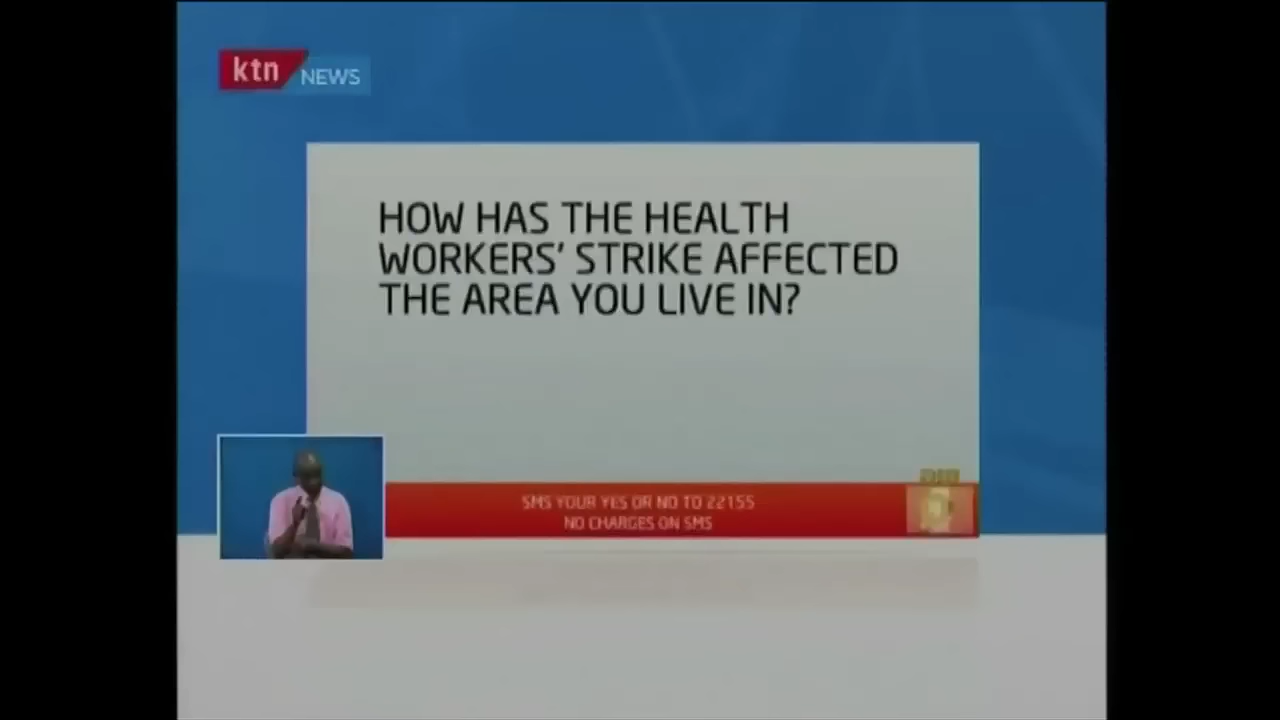 ktn NEWS
HOW HAS THE HEALTH
WORKERS' STRIKE AFFECTED
THE AREA YOU LIVE IN?
SMS YOUR YES OR NO TO 22155
NO CHARGES ON SMS